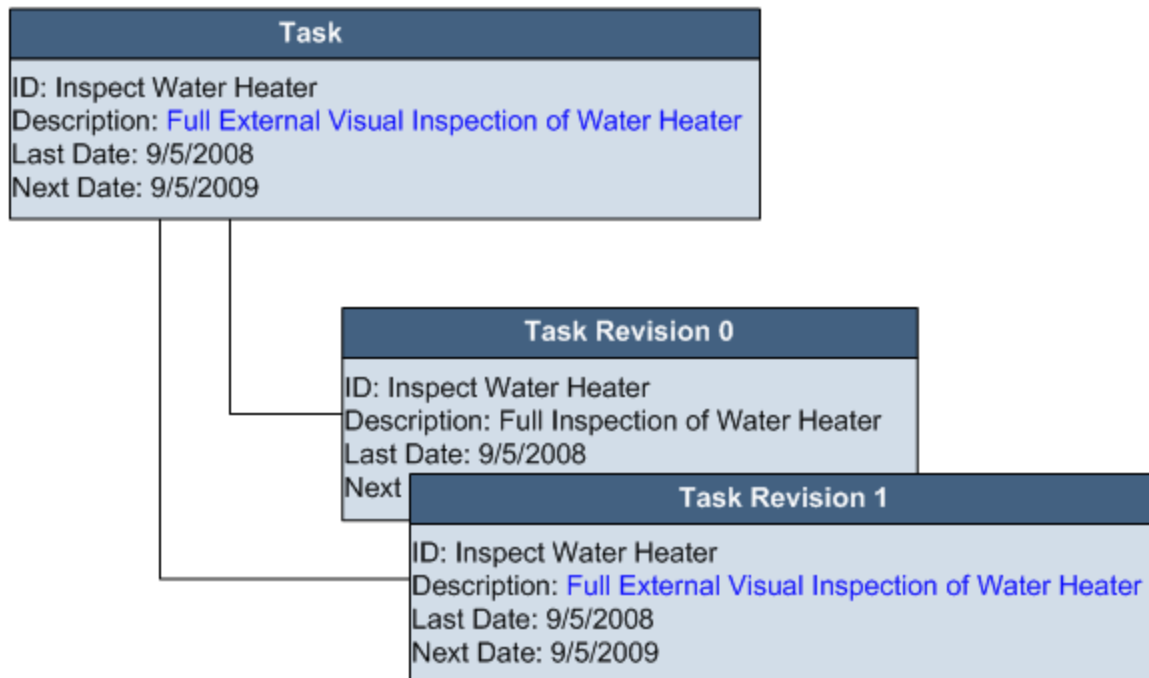 Task
ID: Inspect Water Heater
Description: Full External Visual Inspection of Water Heater
Last Date: 9/5/2008
Next Date: 9/5/2009
Task Revision 0
ID: Inspect Water Heater
Description: Full Inspection of Water Heater
Last Date: 9/5/2008
Next
Task Revision 1
ID: Inspect Water Heater
Description: Full External Visual Inspection of Water Heater
Last Date: 9/5/2008
Next Date: 9/5/2009